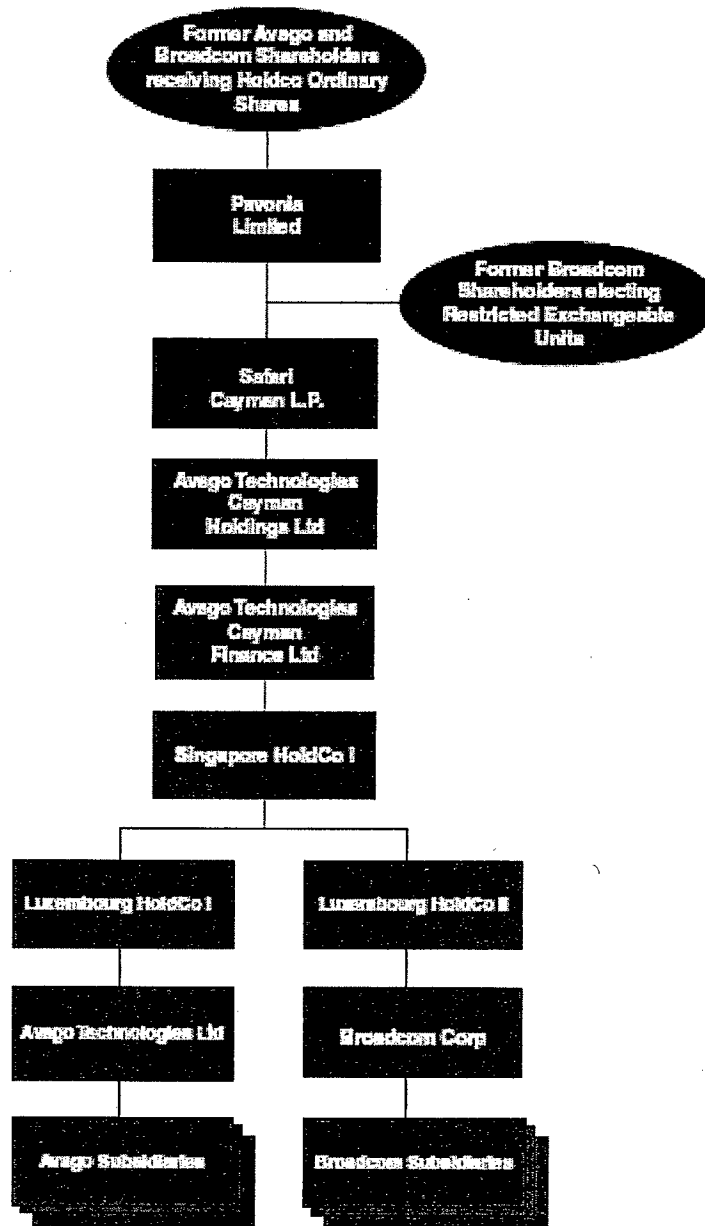 Former Avago and
Broadcom Shareholders
receiving Holdco Ordinary
Shares
Pavonia
Limited
Former Broadcom
Shareholders electing
Restricted Exchangeable
Units
Safari
Cayman L.P.
Avago Technologies
Cayman
Holdings Ltd
Avago Technologies
Cayman
Finance Ltd
Singapore HoldCo I
Luxembourg HoldCo I
Luxembourg HoldCo II
Avago Technologies Ltd
Broadcom Corp
Avago Subsidiaries
Broadcom Subsidiaries